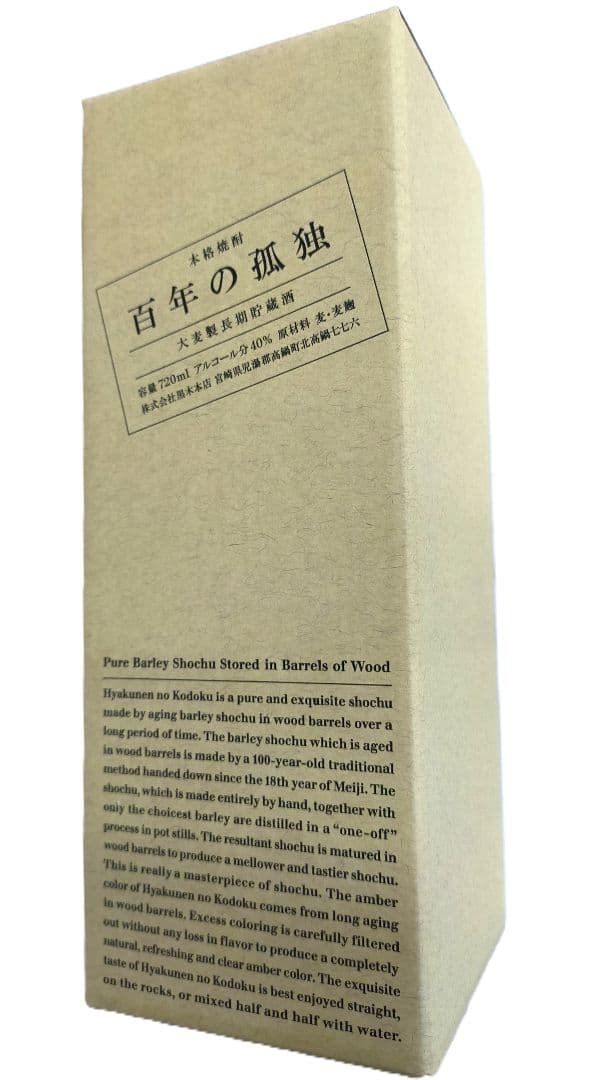 本格焼酎
百年の孤独
大麦製長期貯蔵酒
容量720ml アルコール分40% 原材料 麦・麦麹
株式会社黒木本店 宮崎県児湯郡高鍋町北高鍋七七六
Pure Barley Shochu Stored in Barrels of Wood
Hyakunen no Kodoku is a pure and exquisite shochu
made by aging barley shochu in wood barrels over a
long period of time. The barley shochu which is aged
in wood barrels is made by a 100-year-old traditional
method handed down since the 18th year of Meiji. The
shochu, which is made entirely by hand, together with
only the choicest barley are distilled in a “one-off”
process in pot stills. The resultant shochu is matured in
wood barrels to produce a mellower and tastier shochu.
This is really a masterpiece of shochu. The amber
color of Hyakunen no Kodoku comes from long aging
in wood barrels. Excess coloring is carefully filtered
out without any loss in flavor to produce a completely
natural, refreshing and clear amber color. The exquisite
taste of Hyakunen no Kodoku is best enjoyed straight,
on the rocks, or mixed half and half with water.